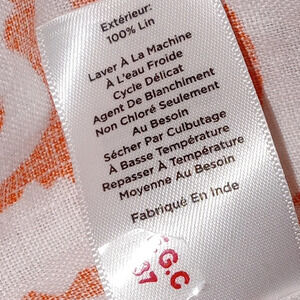 Extérieur:
100% Lin
Laver À La Machine
À L'eau Froide
Cycle Délicat
Agent De Blanchiment
Non Chloré Seulement
Au Besoin
Sécher Par Culbutage
À Basse Température
Repasser À Température
Moyenne Au Besoin
Fabriqué En Inde
.G.C
37